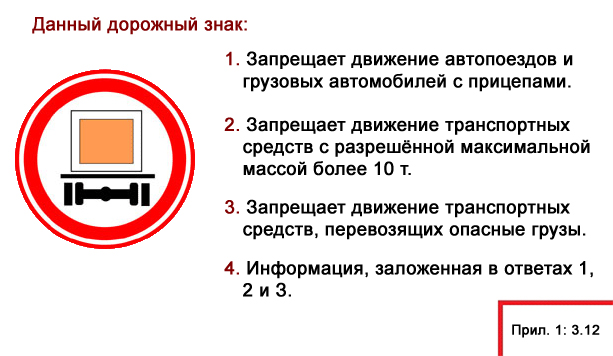 Данный дорожный знак:
1. Запрещает движение автопоездов и
грузовых автомобилей с прицепами.
2. Запрещает движение транспортных
средств с разрешённой максимальной
массой более 10 т.
3. Запрещает движение транспортных
средств, перевозящих опасные грузы.
4. Информация, заложенная в ответах 1,
2 и 3.
Прил. 1: 3.12